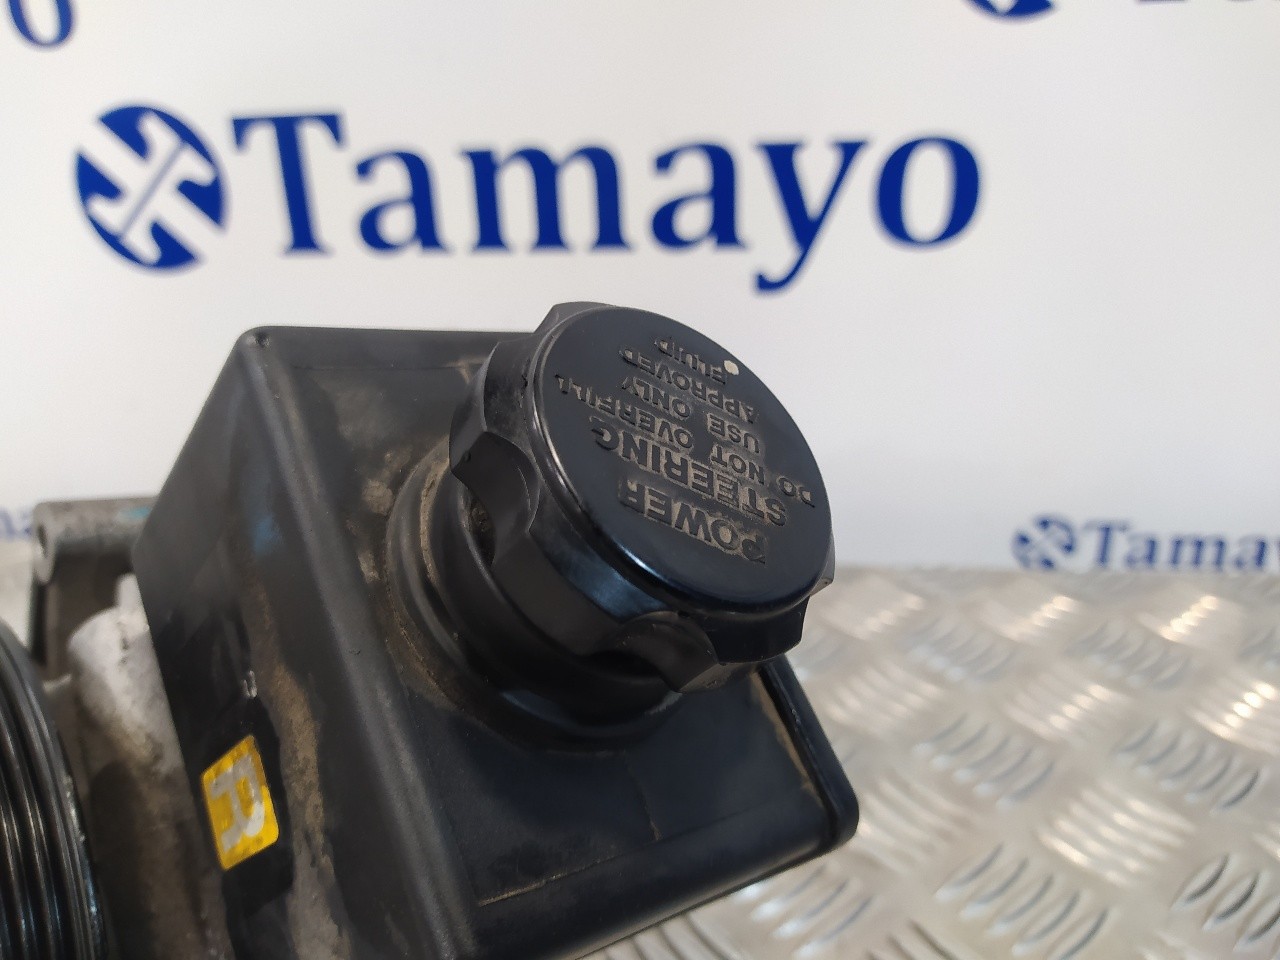 Tamayo
POWER
STEERING
DO NOT OVERFILL
USE ONLY
APPROVED
FLUID
R
Tamayo